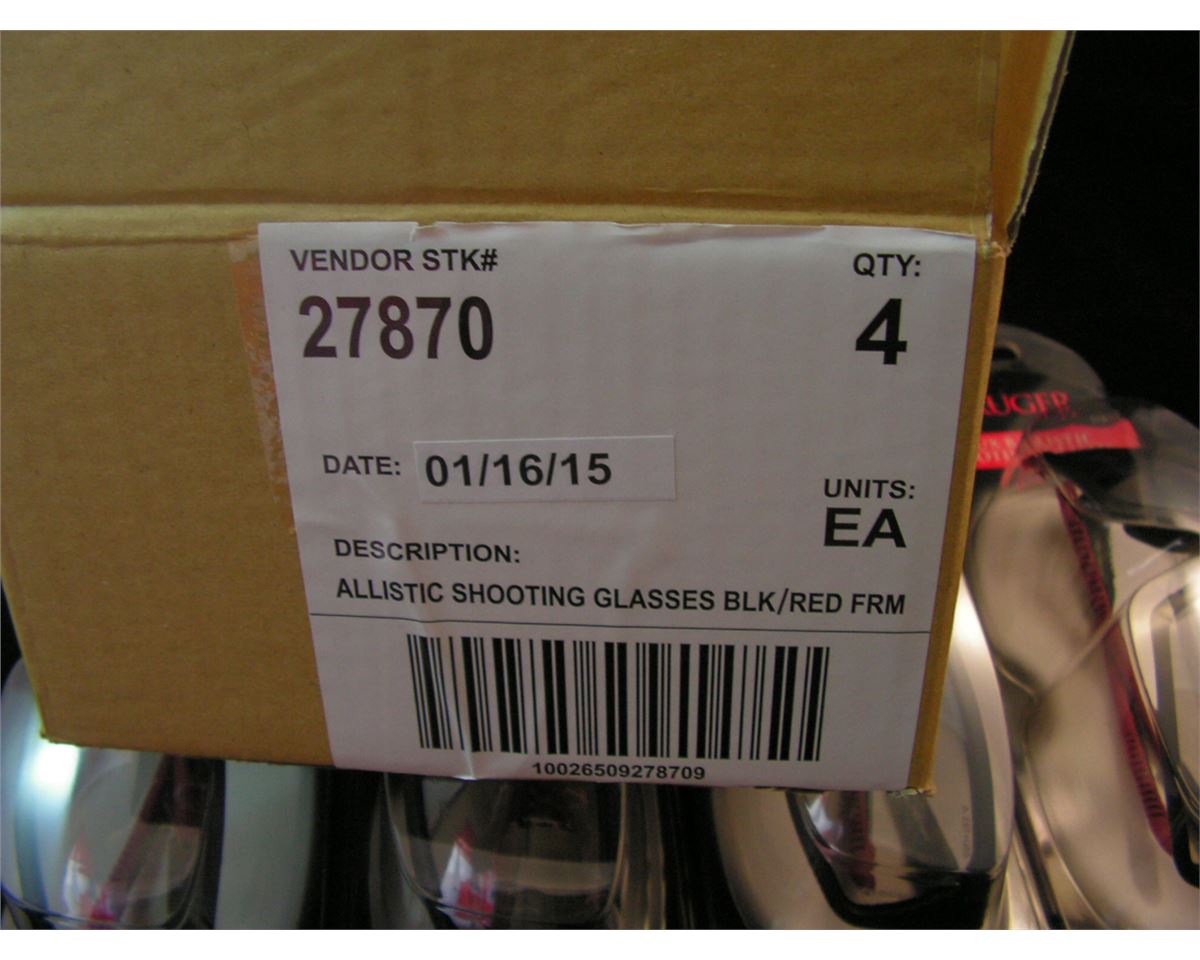 VENDOR STK#
27870
QTY:
4
DATE: 01/16/15
UNITS:
EA
DESCRIPTION:
ALLISTIC SHOOTING GLASSES BLK/RED FRM
10026509278709
RUGER